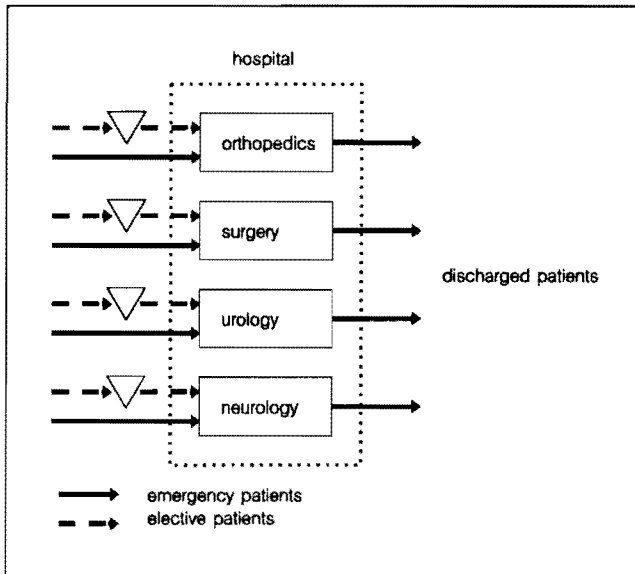 hospital
orthopedics
surgery
discharged patients
urology
neurology
emergency patients
elective patients